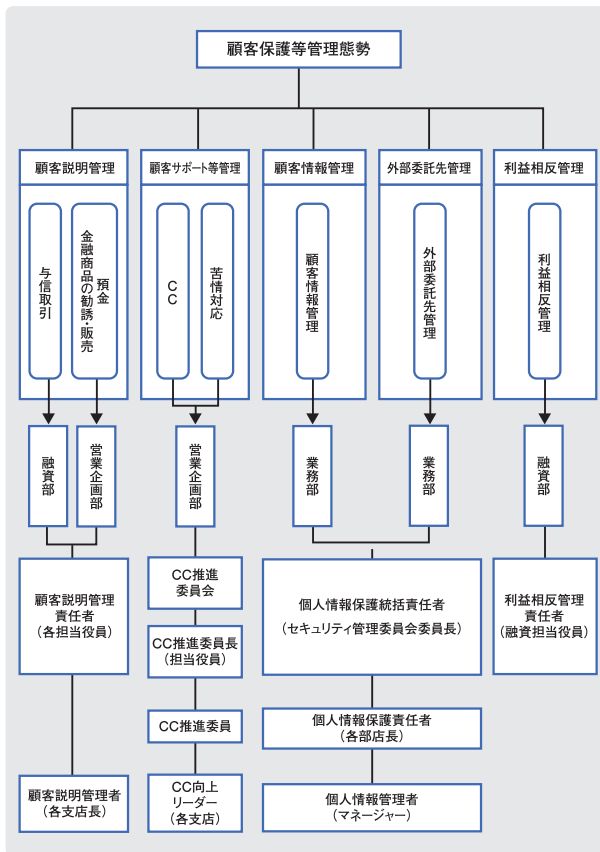 顧客保護等管理態勢
顧客説明管理
顧客サポート等管理
顧客情報管理
外部委託先管理
利益相反管理
与信取引
預金
金融商品の勧誘・販売
CC
苦情対応
顧客情報管理
外部委託先管理
利益相反管理
融資部
営業企画部
営業企画部
業務部
業務部
融資部
顧客説明管理
責任者
(各担当役員)
CC推進
委員会
CC推進委員長
(担当役員)
CC推進委員
CC向上
リーダー
(各支店)
個人情報保護統括責任者
(セキュリティ管理委員会委員長)
利益相反管理
責任者
(融資担当役員)
個人情報保護責任者
(各部店長)
顧客説明管理者
(各支店長)
個人情報管理者
(マネージャー)